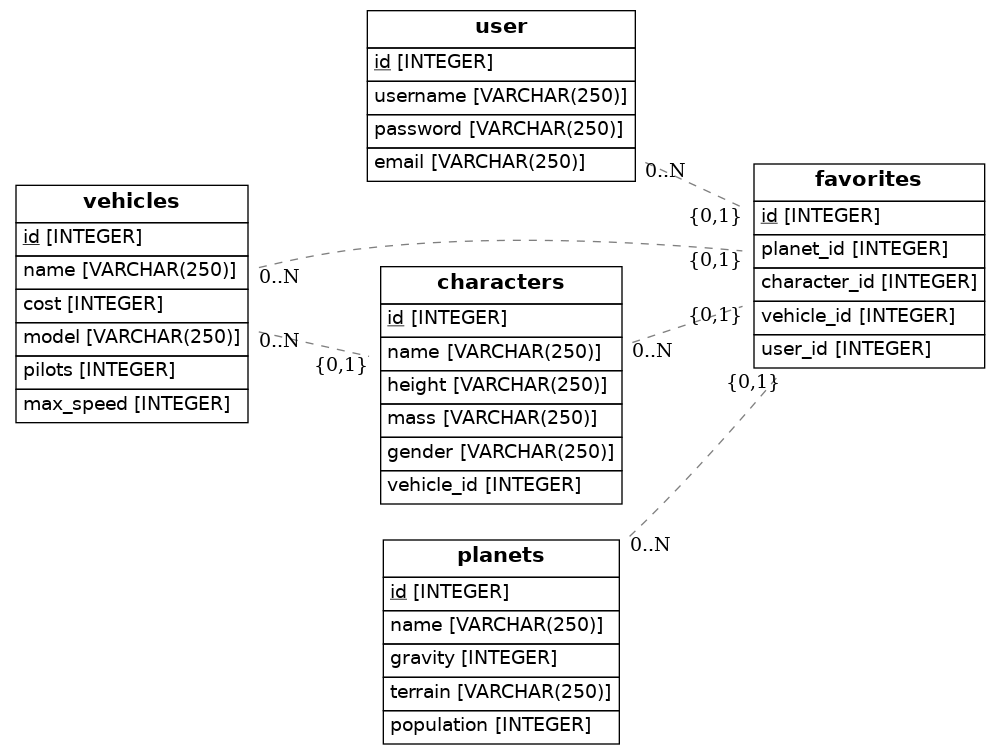 user
id [INTEGER]
username [VARCHAR(250)]
password [VARCHAR(250)]
email [VARCHAR(250)]
0..N
{0,1}
vehicles
id [INTEGER]
name [VARCHAR(250)]
cost [INTEGER]
model [VARCHAR(250)]
pilots [INTEGER]
max_speed [INTEGER]
0..N
{0,1}
0..N
{0,1}
characters
id [INTEGER]
name [VARCHAR(250)]
height [VARCHAR(250)]
mass [VARCHAR(250)]
gender [VARCHAR(250)]
vehicle_id [INTEGER]
0..N
{0,1}
favorites
id [INTEGER]
planet_id [INTEGER]
character_id [INTEGER]
vehicle_id [INTEGER]
user_id [INTEGER]
{0,1}
0..N
planets
id [INTEGER]
name [VARCHAR(250)]
gravity [INTEGER]
terrain [VARCHAR(250)]
population [INTEGER]